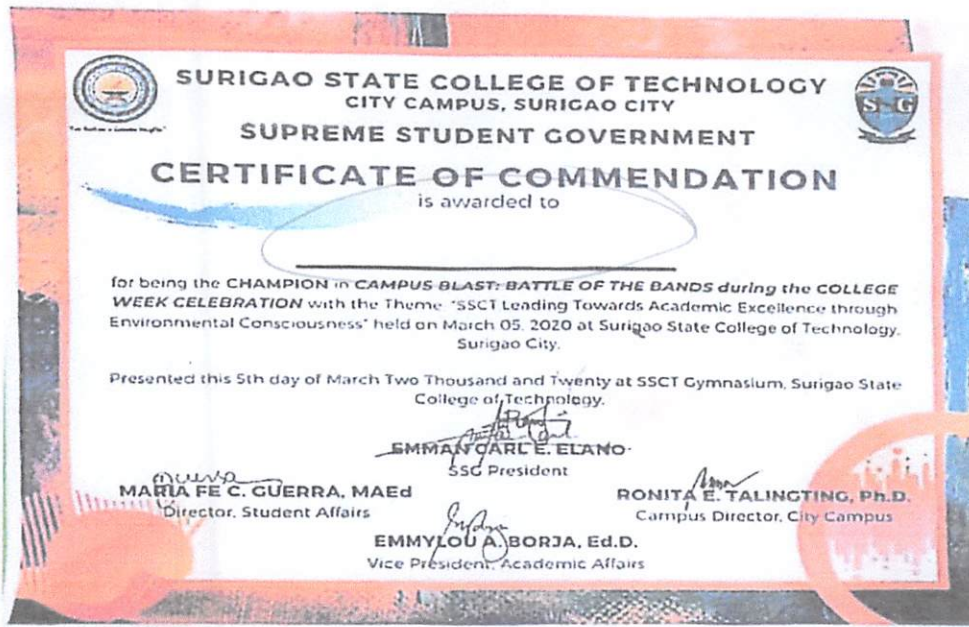 SURIGAO STATE COLLEGE OF TECHNOLOGY
CITY CAMPUS, SURIGAO CITY
SUPREME STUDENT GOVERNMENT
SSG
CERTIFICATE OF COMMENDATION
is awarded to
for being the CHAMPION in CAMPUS BLAST: BATTLE OF THE BANDS during the COLLEGE
WEEK CELEBRATION with the Theme "SSCT Leading Towards Academic Excellence through
Environmental Consciousness" held on March 05, 2020 at Surigao State College of Technology,
Surigao City.
Presented this 5th day of March Two Thousand and Twenty at SSCT Gymnasium, Surigao State
College of Technology.
EMMAN CARL E. ELANO
SSG President
MARIA FE C. GUERRA, MAEd
Director, Student Affairs
RONITA E. TALINGTING, Ph.D.
Campus Director, City Campus
EMMYLOU A. BORJA, Ed.D.
Vice President, Academic Affairs